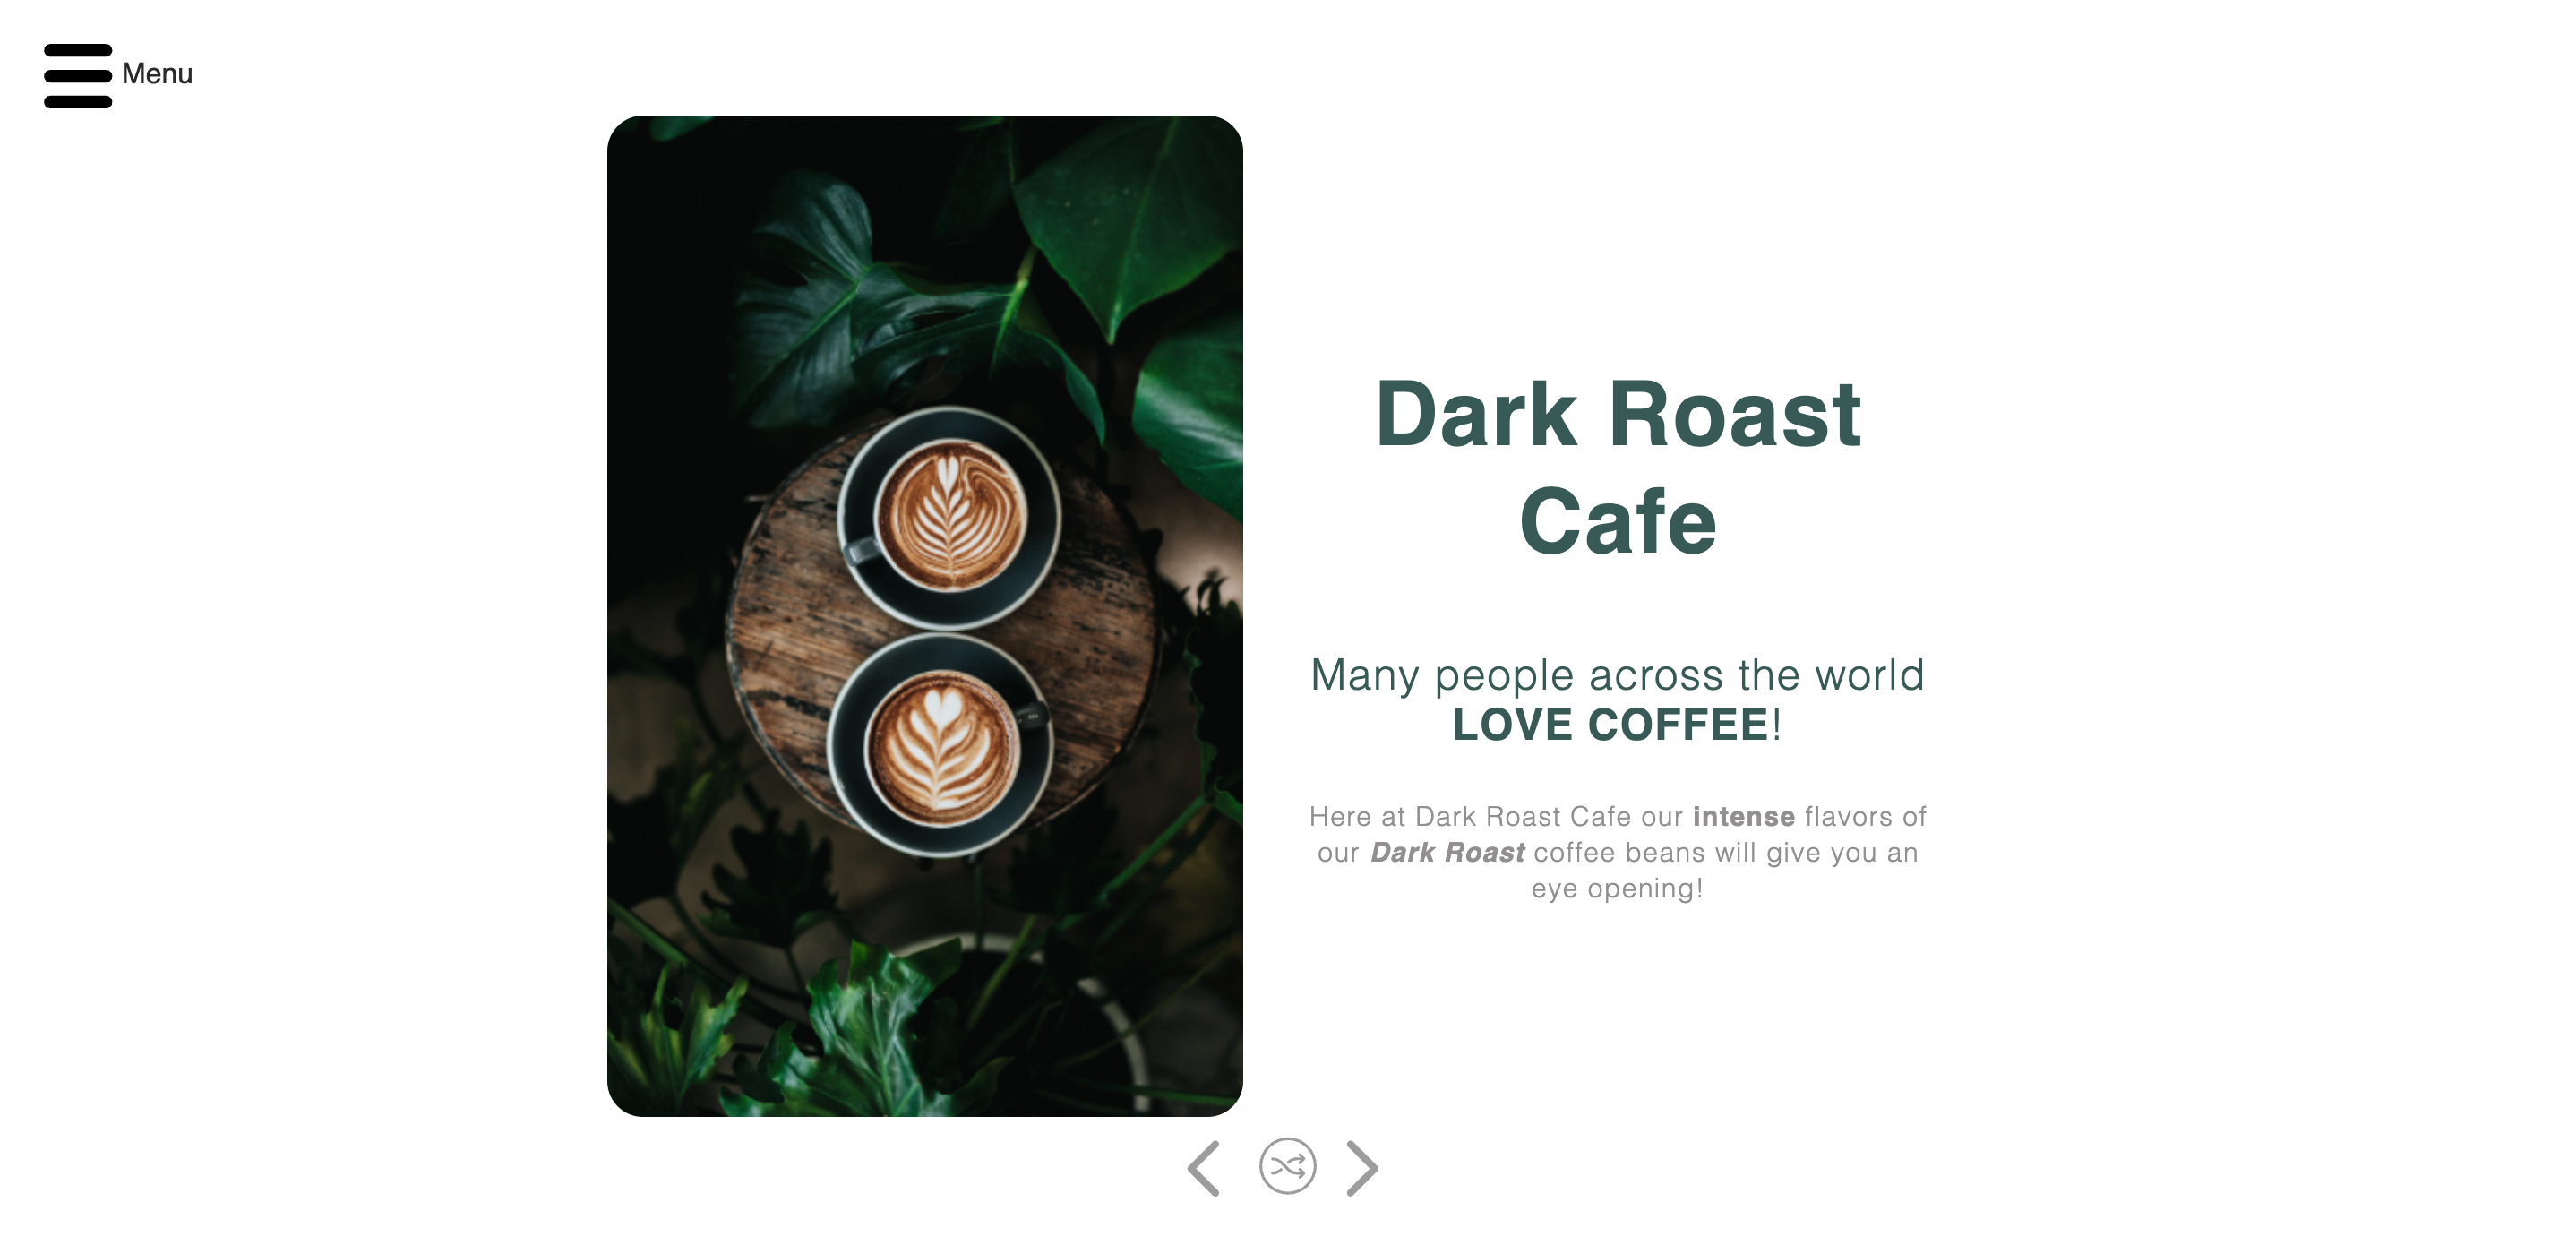 Menu
Dark Roast
Cafe
Many people across the world
LOVE COFFEE!
Here at Dark Roast Cafe our intense flavors of
our Dark Roast coffee beans will give you an
eye opening!